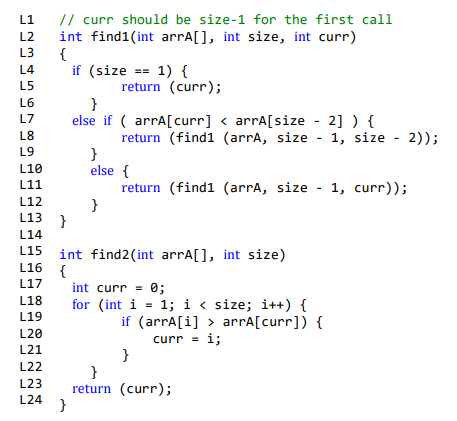 L1 // curr should be size-1 for the first call
L2 int find1(int arrA[], int size, int curr)
L3 {
L4 if (size == 1) {
L5 return (curr);
L6 }
L7 else if ( arrA[curr] < arrA[size - 2] ) {
L8 return (find1 (arrA, size - 1, size - 2));
L9 }
L10 else {
L11 return (find1 (arrA, size - 1, curr));
L12 }
L13 }
L14
L15 int find2(int arrA[], int size)
L16 {
L17 int curr = 0;
L18 for (int i = 1; i < size; i++) {
L19 if (arrA[i] > arrA[curr]) {
L20 curr = i;
L21 }
L22 }
L23 return (curr);
L24 }